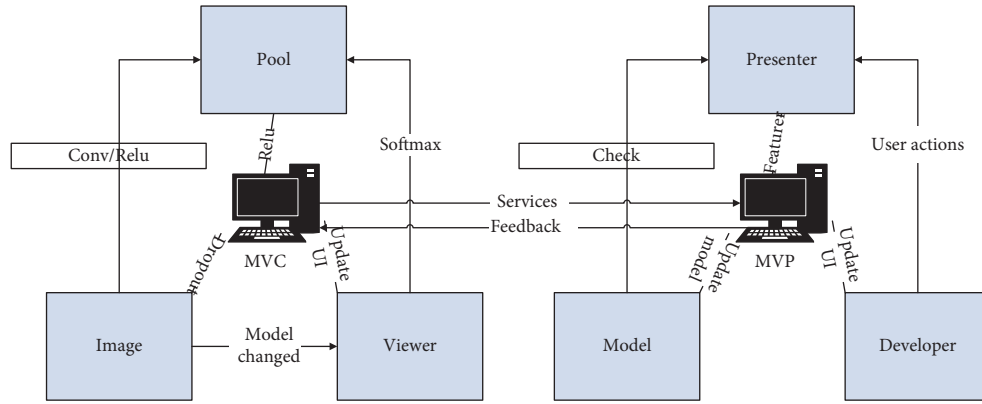 Pool
Presenter
Conv/Relu
Relu
Softmax
Check
Featurer
User actions
Services
Feedback
MVC
MVP
Dropout
Update
UI
Update
model
Update
UI
Image
Model
changed
Viewer
Model
Developer